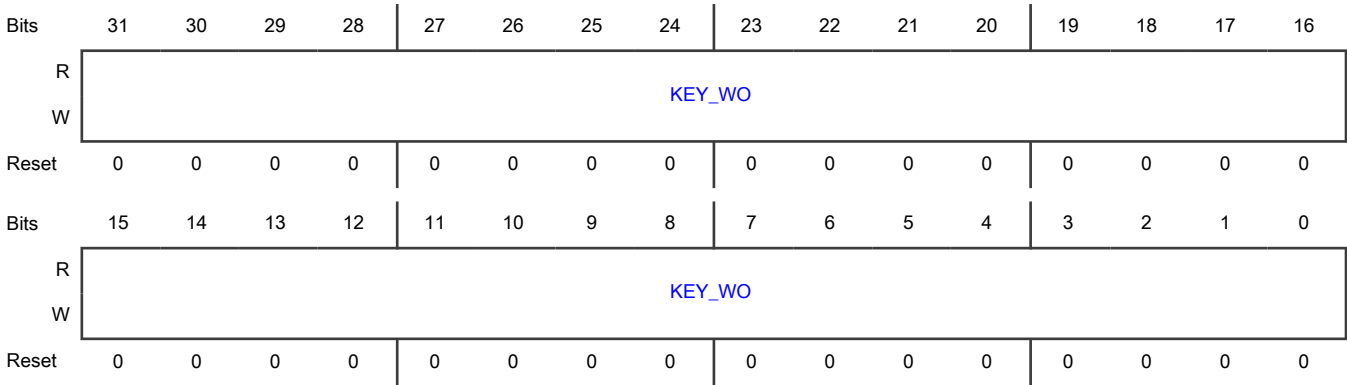 Bits 31 30 29 28 27 26 25 24 23 22 21 20 19 18 17 16
R
KEY_WO
W
Reset 0 0 0 0 0 0 0 0 0 0 0 0 0 0 0 0
Bits 15 14 13 12 11 10 9 8 7 6 5 4 3 2 1 0
R
KEY_WO
W
Reset 0 0 0 0 0 0 0 0 0 0 0 0 0 0 0 0